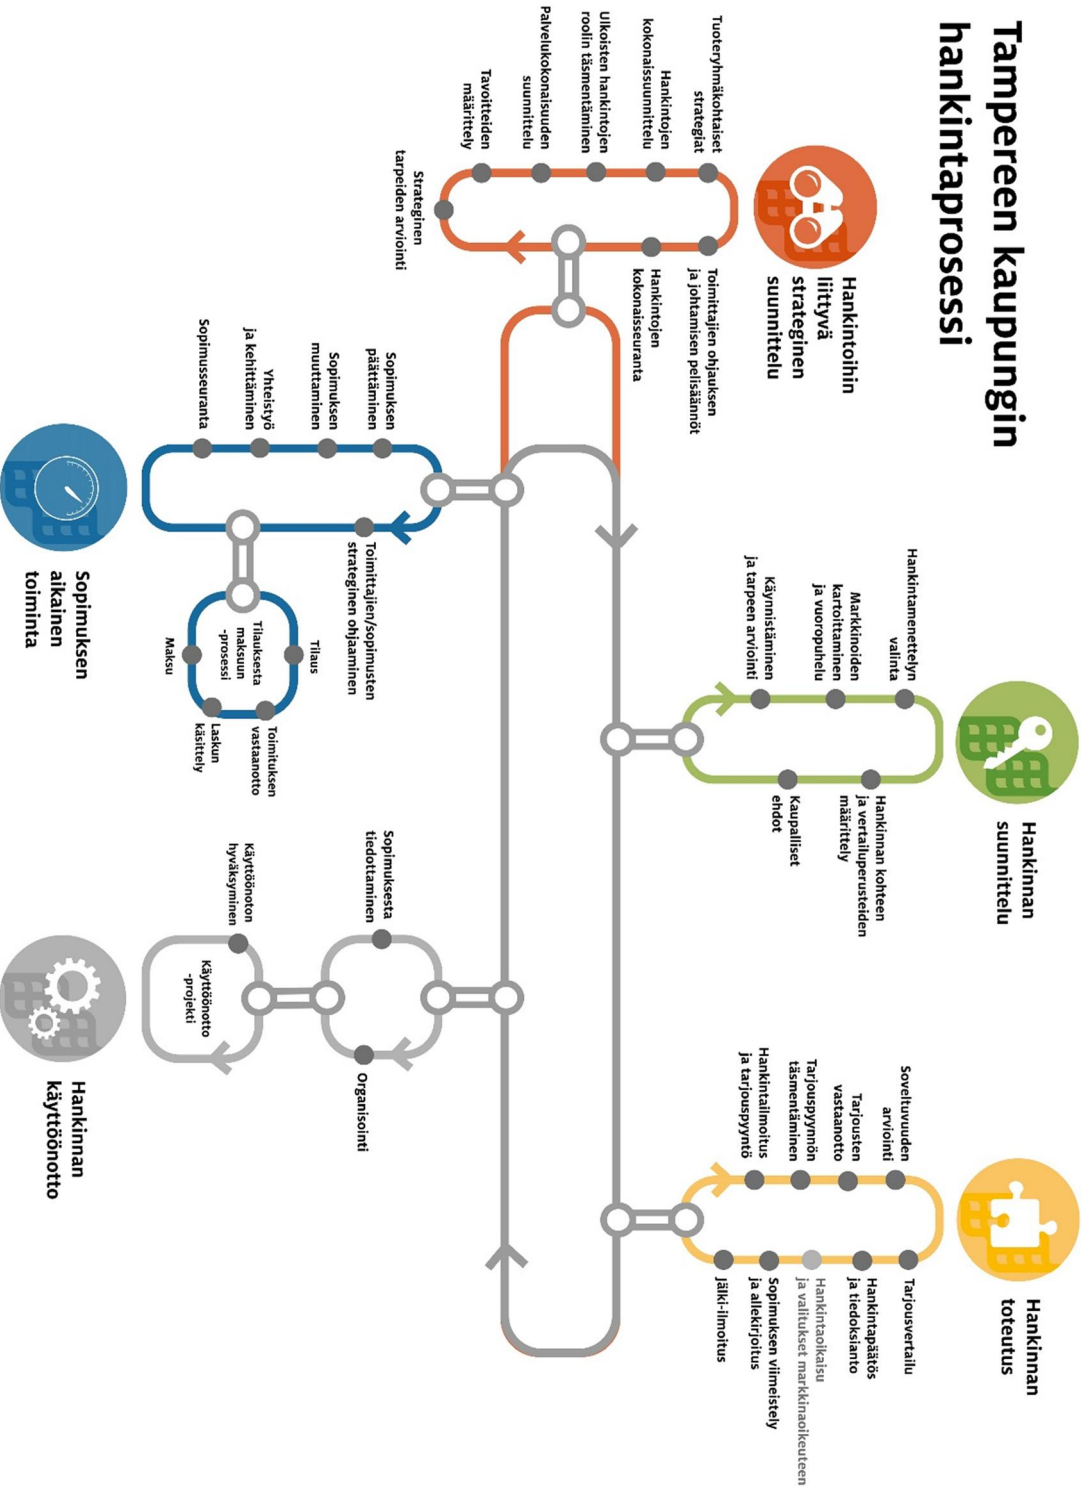 Tampereen kaupungin
hankintaprosessi
Hankintoihin
liittyvä
strateginen
suunnittelu
Tuoteryhmäkohtaiset
strategiat
Hankintojen
kokonaissuunnittelu
Ulkoisten hankintojen
roolin täsmentäminen
Palvelukokonaisuuden
suunnittelu
Tavoitteiden
määrittely
Strateginen
tarpeiden arviointi
Toimittajien ohjauksen
ja johtamisen pelisäännöt
Hankintojen
kokonaisseuranta
Hankinnan
suunnittelu
Hankintamenettelyn
valinta
Markkinoiden
kartoittaminen
ja vuoropuhelu
Käynnistäminen
ja tarpeen arviointi
Hankinnan kohteen
ja vertailuperusteiden
määrittely
Kaupalliset
ehdot
Hankinnan
toteutus
Soveltuvuuden
arviointi
Tarjousten
vastaanotto
Tarjouspyynnön
täsmentäminen
Hankintailmoitus
ja tarjouspyyntö
Tarjousvertailu
Hankintapäätös
ja tiedoksianto
Hankintaoikaisu
ja valitukset markkinaoikeuteen
Sopimuksen viimeistely
ja allekirjoitus
Jälki-ilmoitus
Sopimuksen
päättäminen
Sopimuksen
muuttaminen
Yhteistyö
ja kehittäminen
Sopimusseuranta
Toimittajien/sopimusten
strateginen ohjaaminen
Tilaus
Tilauksesta
maksuun
-prosessi
Maksu
Toimituksen
vastaanotto
Laskun
käsittely
Sopimuksen
aikainen
toiminta
Sopimuksesta
tiedottaminen
Organisointi
Käyttöönoton
hyväksyminen
Käyttöönotto
-projekti
Hankinnan
käyttöönotto